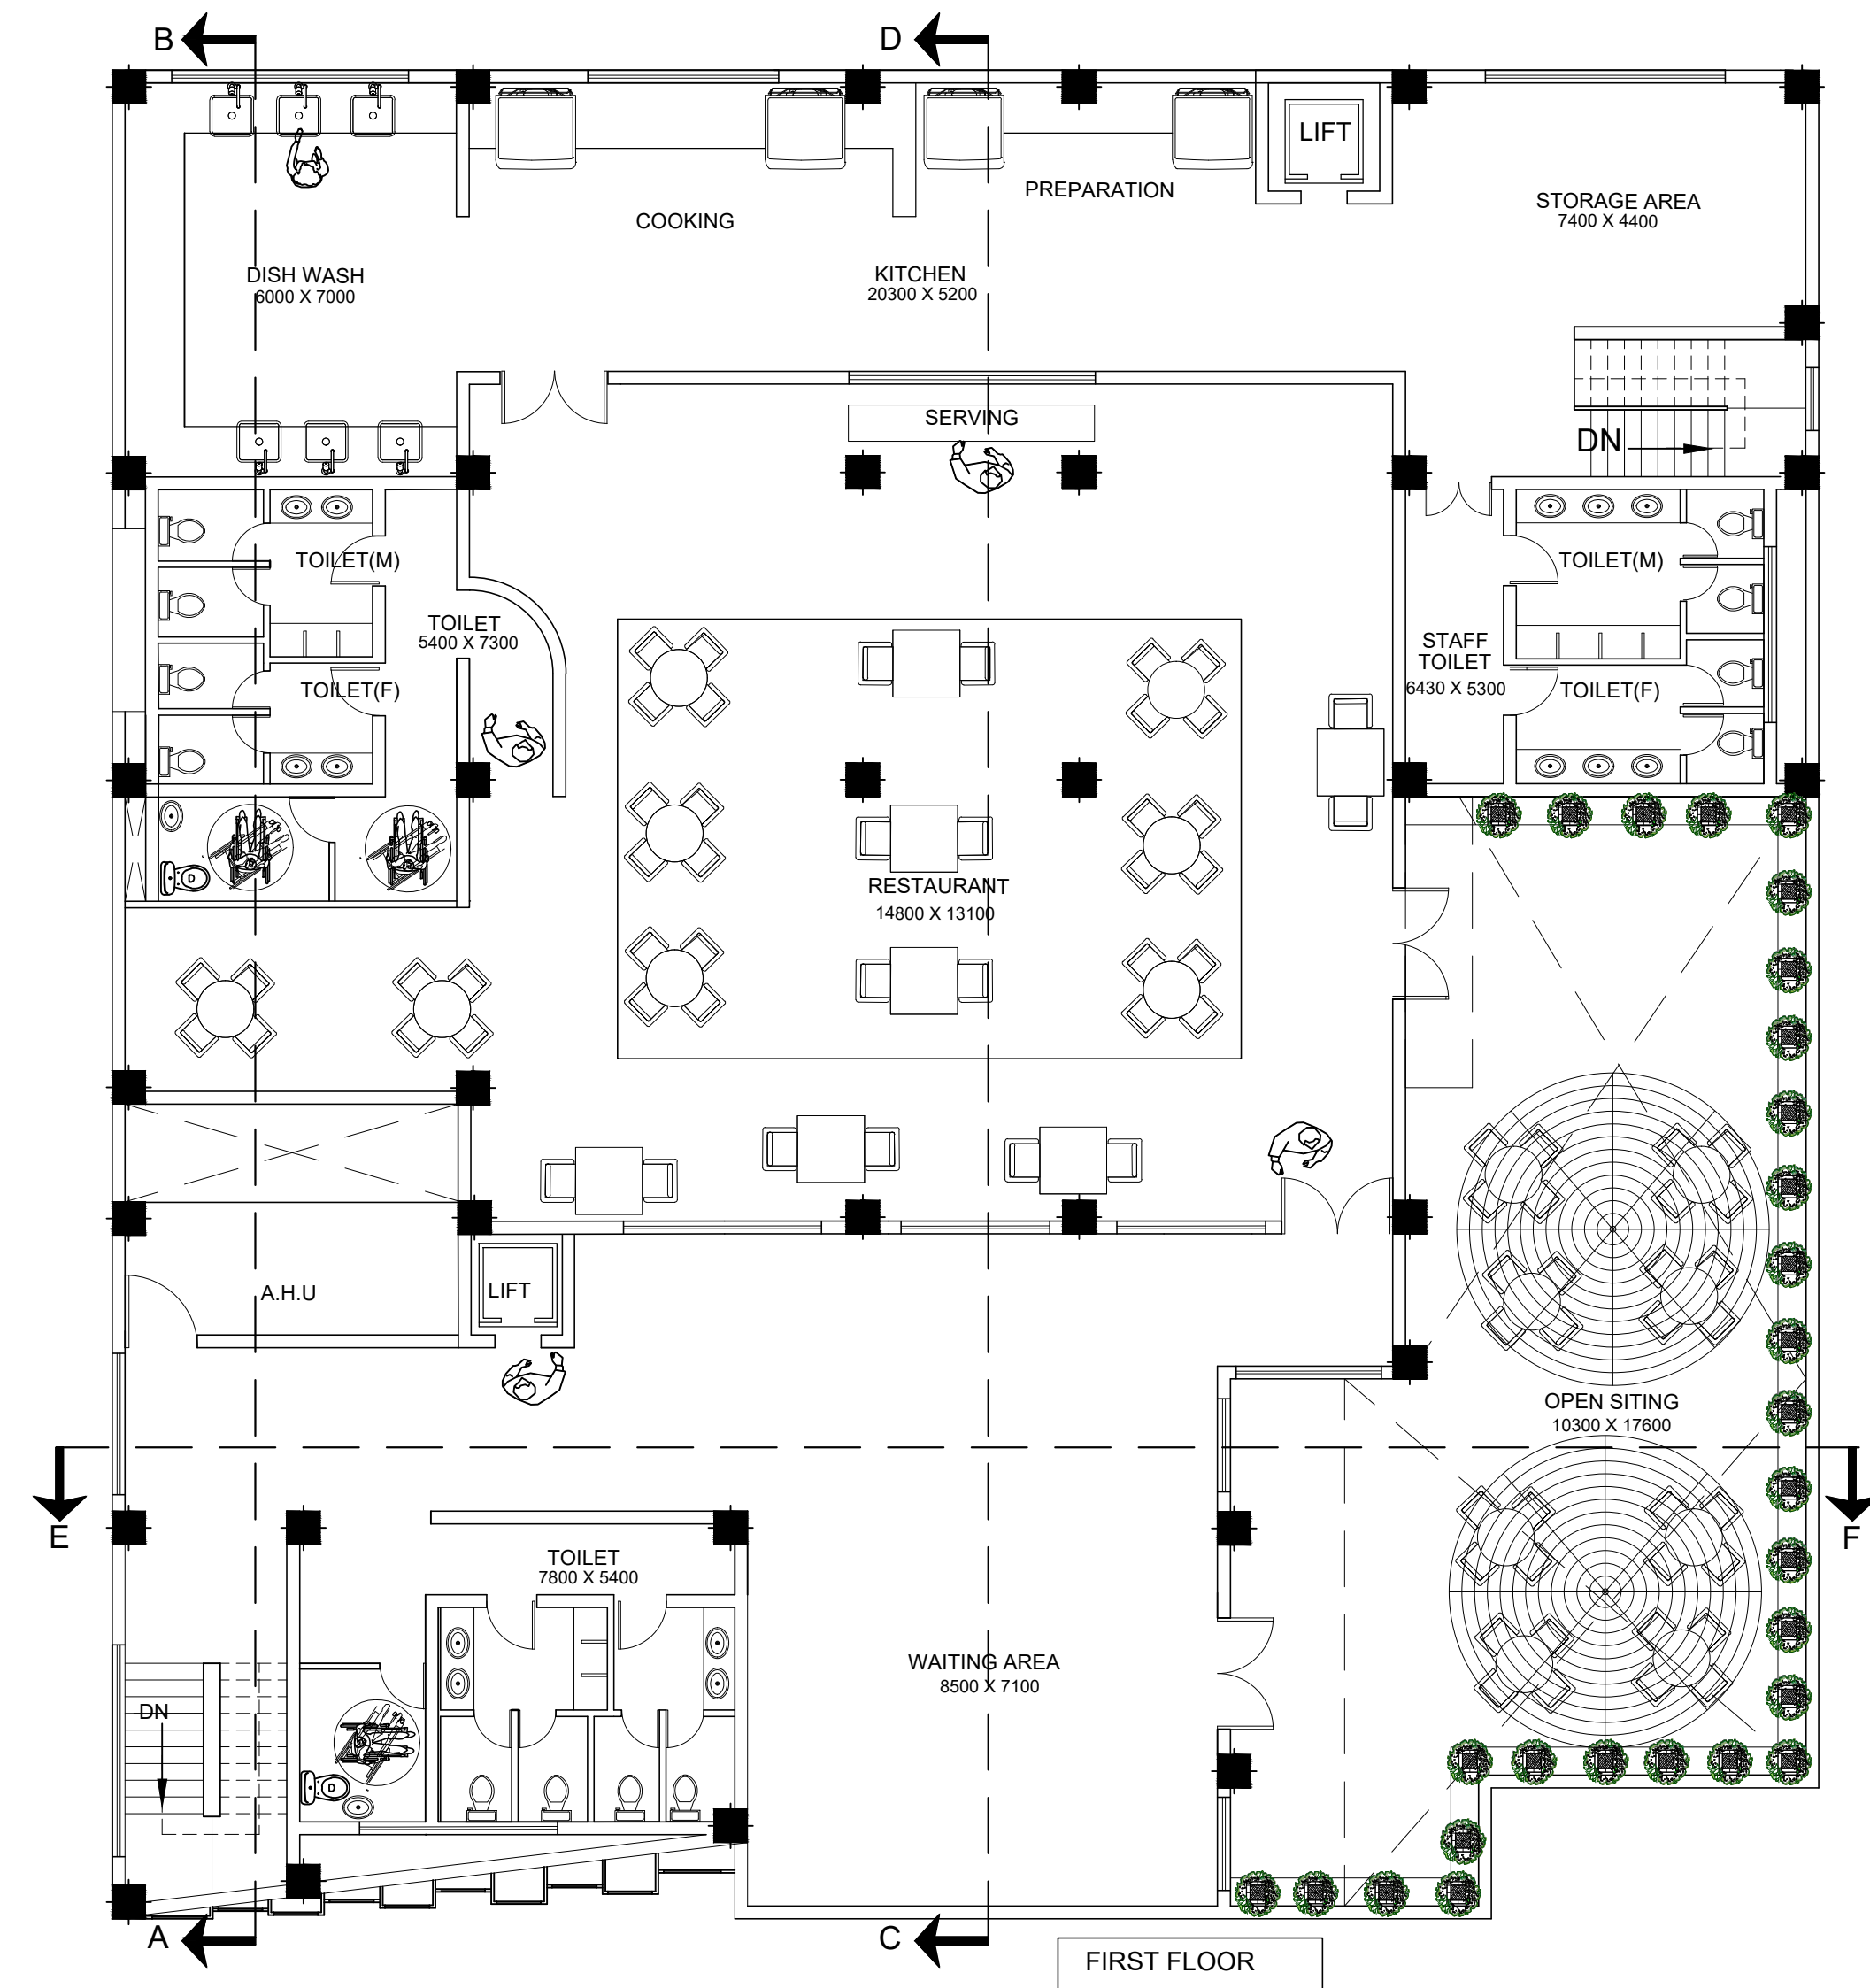 B
D
LIFT
PREPARATION
STORAGE AREA
7400 X 4400
COOKING
DISH WASH
6000 X 7000
KITCHEN
20300 X 5200
SERVING
DN
TOILET(M)
TOILET(M)
TOILET
5400 X 7300
STAFF
TOILET
6430 X 5300
TOILET(F)
TOILET(F)
RESTAURANT
14800 X 13100
A.H.U
LIFT
OPEN SITING
10300 X 17600
E
F
TOILET
7800 X 5400
WAITING AREA
8500 X 7100
DN
A
C
FIRST FLOOR